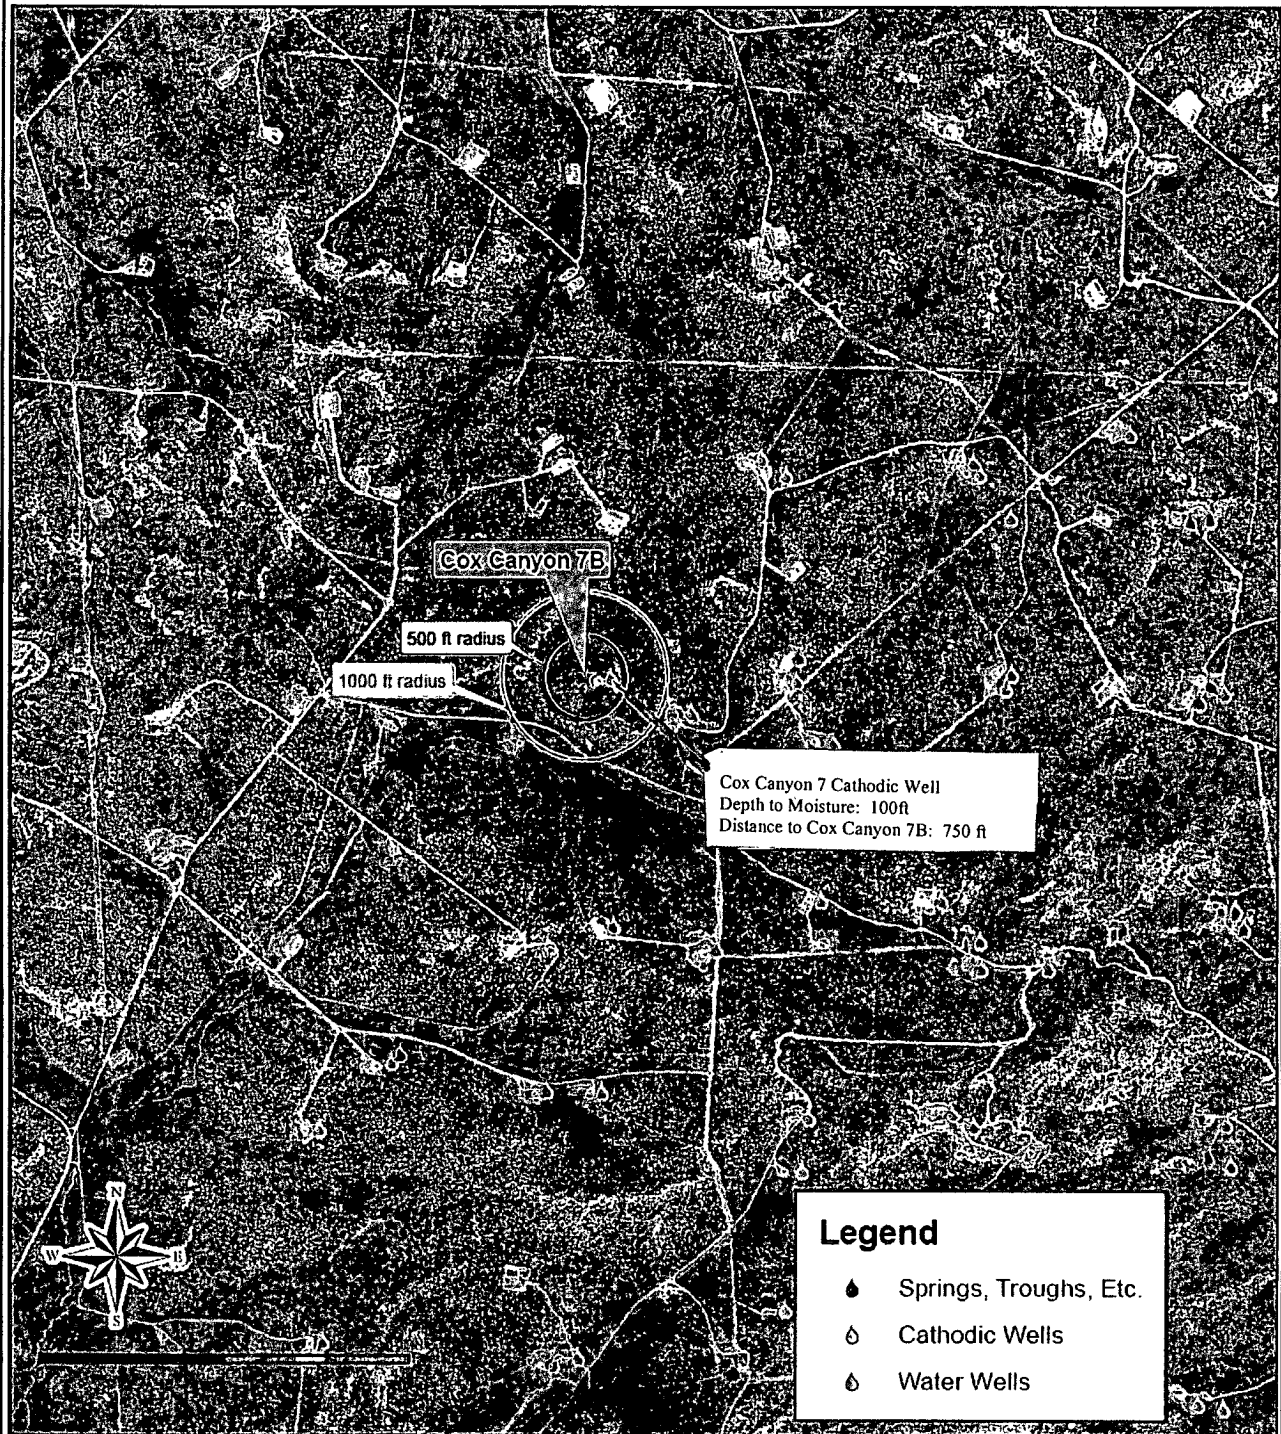 Cox Canyon 7B
500 ft radius
1000 ft radius
Cox Canyon 7 Cathodic Well
Depth to Moisture: 100ft
Distance to Cox Canyon 7B: 750 ft
N
W
E
S
Legend
Springs, Troughs, Etc.
Cathodic Wells
Water Wells